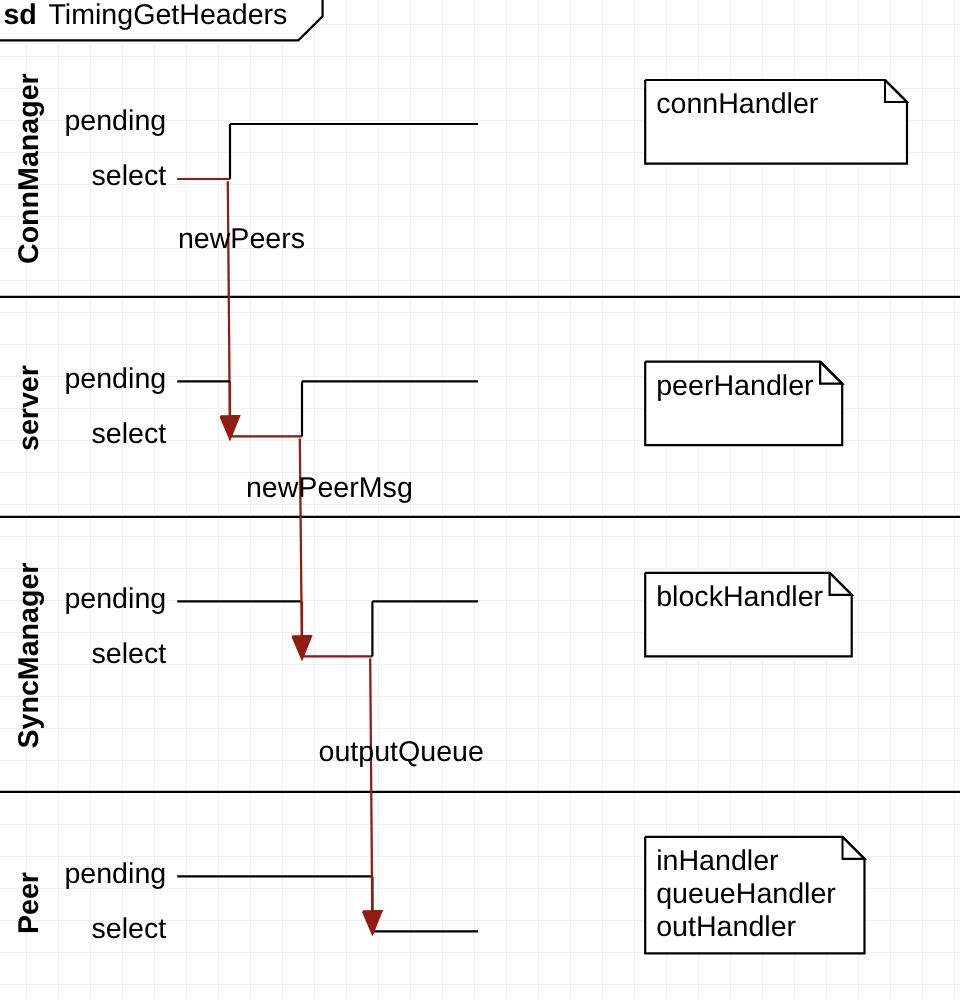 sd TimingGetHeaders
ConnManager
pending
select
newPeers
connHandler
server
pending
select
newPeerMsg
peerHandler
SyncManager
pending
select
outputQueue
blockHandler
Peer
pending
select
inHandler
queueHandler
outHandler